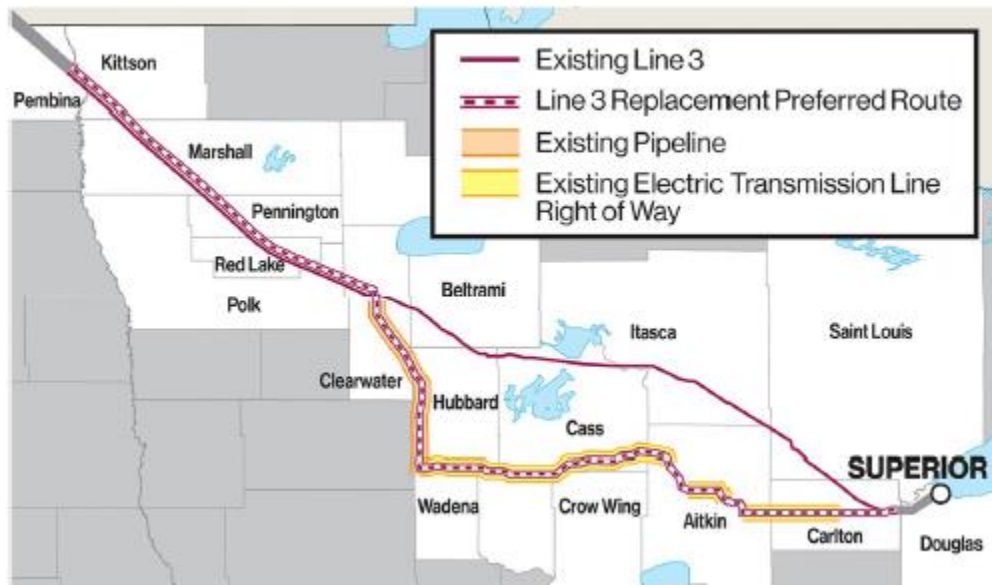 Existing Line 3
Line 3 Replacement Preferred Route
Existing Pipeline
Existing Electric Transmission Line
Right of Way
Kittson
Pembina
Marshall
Pennington
Red Lake
Polk
Beltrami
Itasca
Saint Louis
Clearwater
Hubbard
Cass
SUPERIOR
Wadena
Crow Wing
Aitkin
Carlton
Douglas